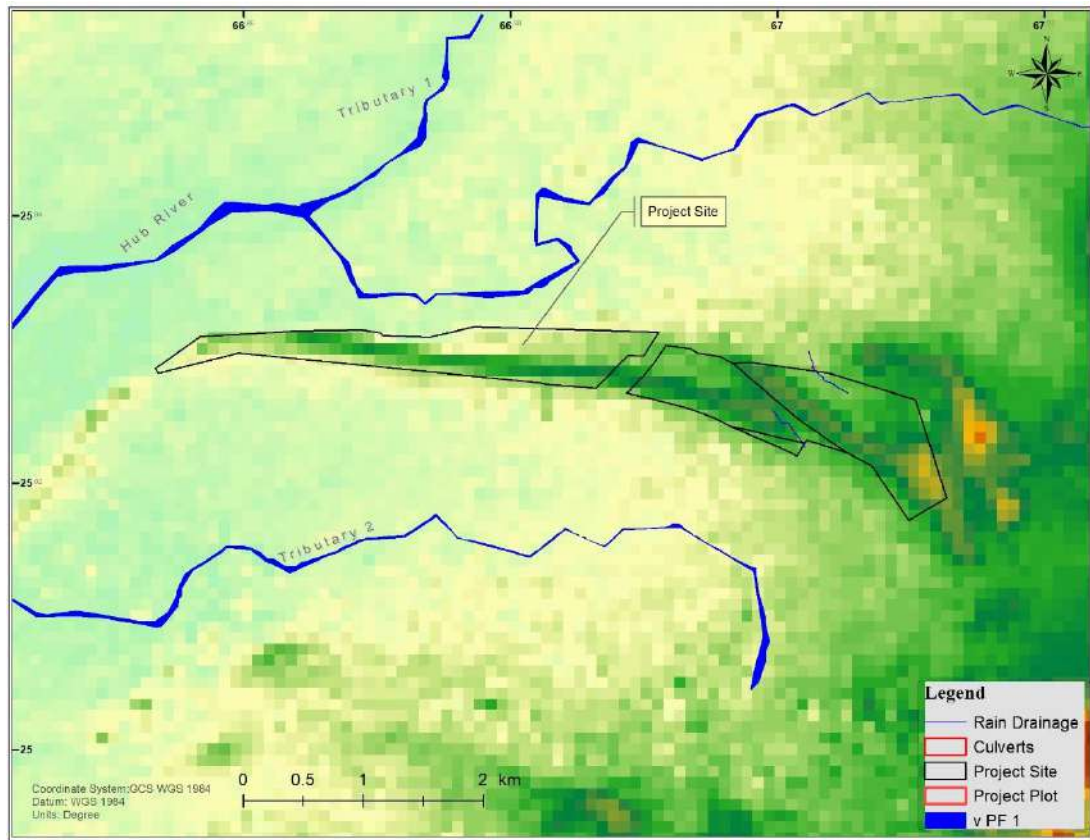 66
66
67
67
N
W
E
S
Tributary 1
Hub River
Project Site
25
25
Tributary 2
25
Legend
Rain Drainage
Culverts
Project Site
Project Plot
v PF 1
0 0.5 1 2 km
Coordinate System:GCS WGS 1984
Datum: WGS 1984
Units: Degree